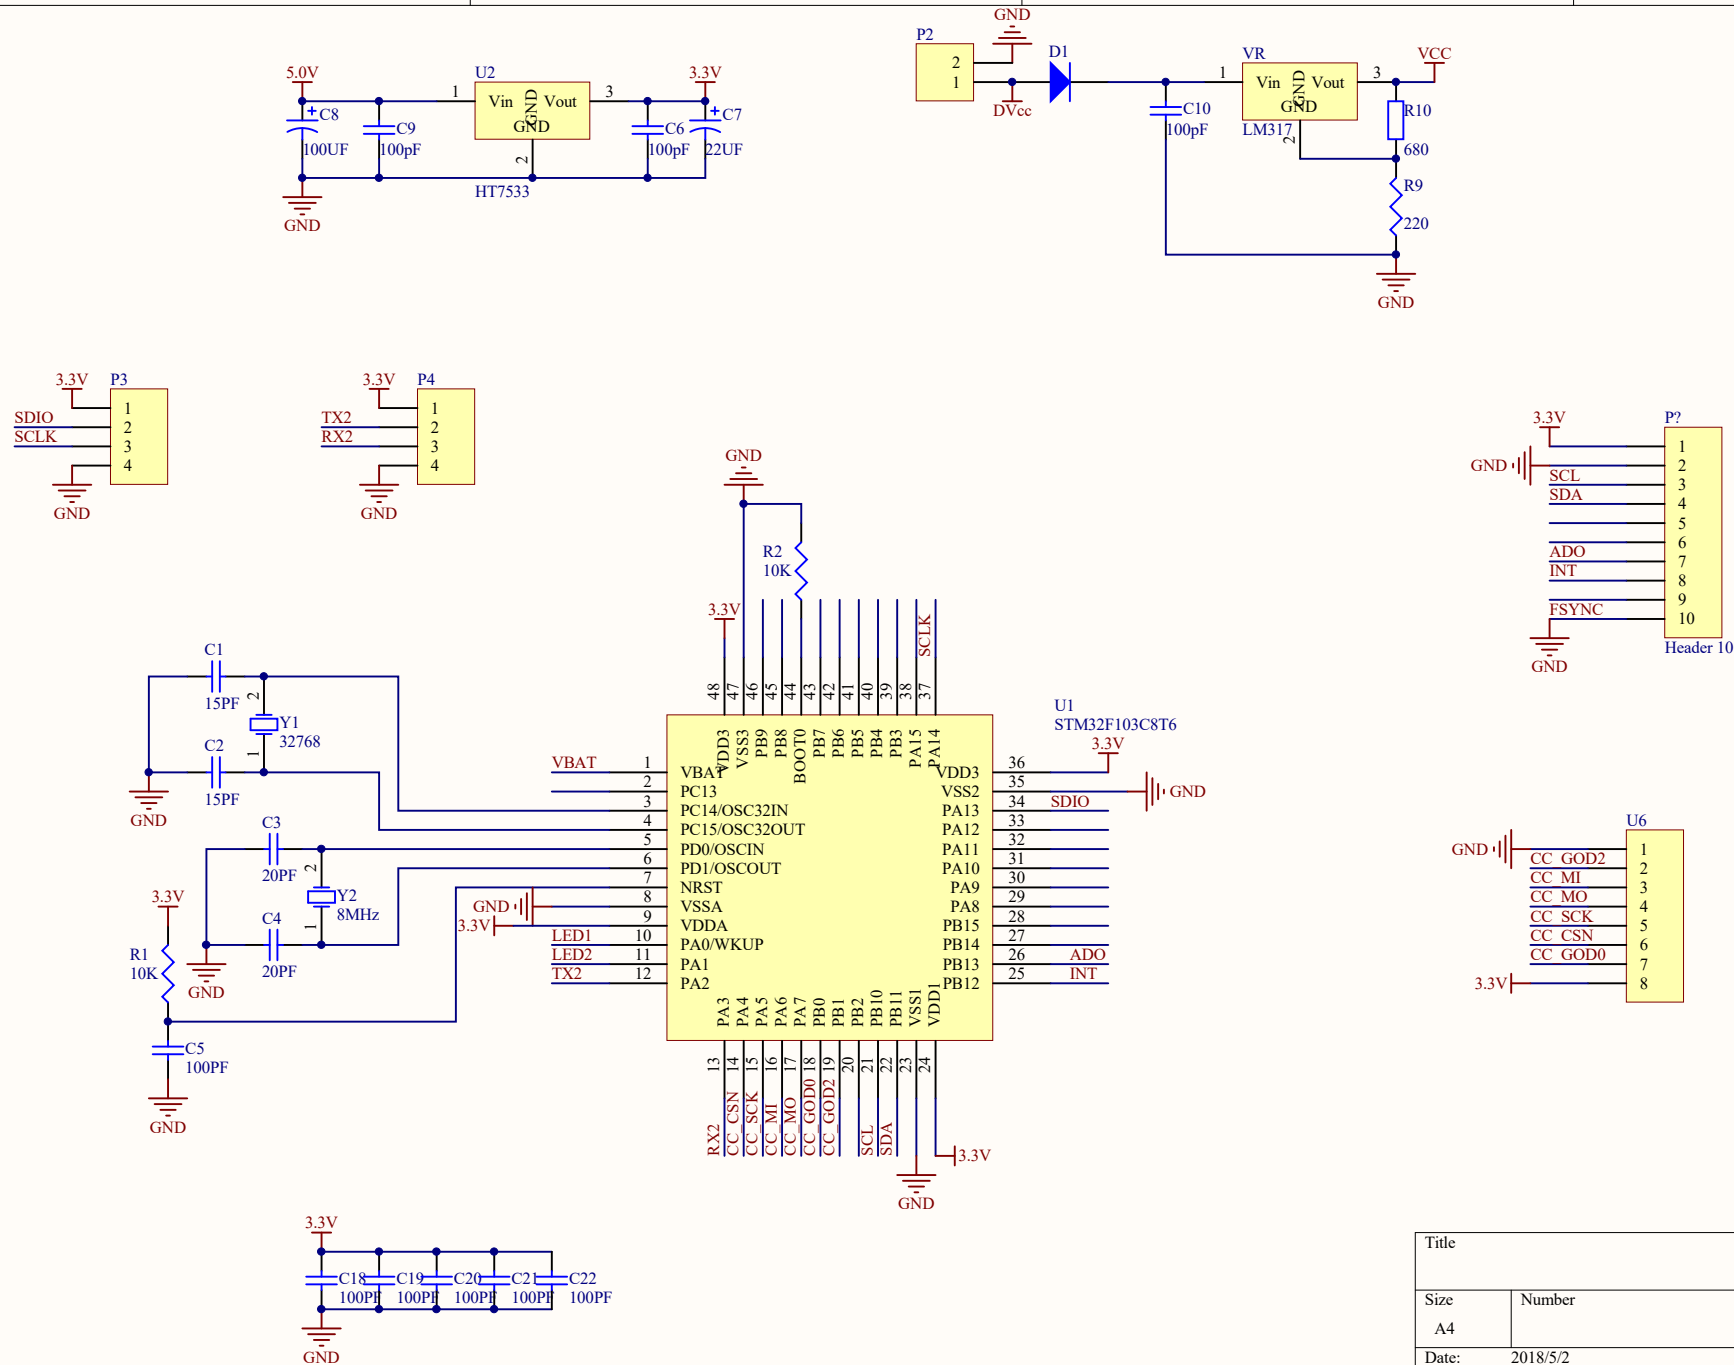 GND
P2
2
1
D1
DVcc
VR
Vin
GND
Vout
GND
1
3
2
LM317
VCC
C10
100pF
R10
680
R9
220
GND
5.0V
U2
3.3V
1
Vin
GND
Vout
GND
3
2
C8
100UF
C9
100pF
C6
100pF
C7
22UF
HT7533
GND
3.3V
P3
1
SDIO
2
SCLK
3
4
GND
3.3V
P4
1
TX2
2
RX2
3
4
GND
3.3V
P?
1
GND
2
SCL
3
SDA
4
5
6
ADO
7
INT
8
9
FSYNC
10
GND
Header 10
GND
R2
10K
3.3V
SCLK
48
47
46
45
44
43
42
41
40
39
38
37
VDD3
VSS3
PB9
PB8
BOOT0
PB7
PB6
PB5
PB4
PB3
PA15
PA14
U1
STM32F103C8T6
C1
15PF
2
Y1
32768
1
C2
15PF
GND
C3
20PF
2
Y2
8MHz
1
C4
20PF
GND
3.3V
R1
10K
C5
100PF
GND
VBAT 1 VBAT
2 PC13
3 PC14/OSC32IN
4 PC15/OSC32OUT
5 PD0/OSCIN
6 PD1/OSCOUT
7 NRST
GND 8 VSSA
3.3V 9 VDDA
LED1 10 PA0/WKUP
LED2 11 PA1
TX2 12 PA2
3.3V
VDD3 36
VSS2 35 GND
PA13 34 SDIO
PA12 33
PA11 32
PA10 31
PA9 30
PA8 29
PB15 28
PB14 27
PB13 26 ADO
PB12 25 INT
PA3
PA4
PA5
PA6
PA7
PB0
PB1
PB2
PB10
PB11
VSS1
VDD1
13
14
15
16
17
18
19
20
21
22
23
24
RX2
CC_CSN
CC_SCK
CC_MI
CC_MO
CC_GOD0
CC_GOD2
SCL
SDA
3.3V
GND
U6
GND 1
CC_GOD2 2
CC_MI 3
CC_MO 4
CC_SCK 5
CC_CSN 6
CC_GOD0 7
3.3V 8
3.3V
C18
100PF
C19
100PF
C20
100PF
C21
100PF
C22
100PF
GND
Title
Size
Number
A4
Date:
2018/5/2